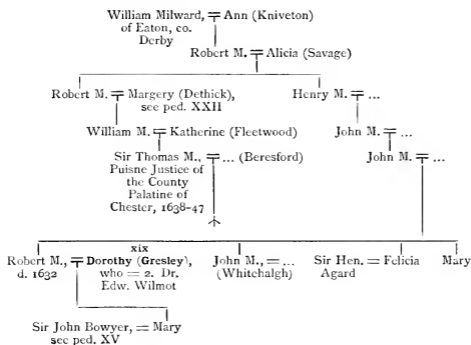 William Milward, = Ann (Kniveton)
of Eaton, co.
Derby
Robert M. = Alicia (Savage)
Robert M. = Margery (Dethick),
see ped. XXII
Henry M. = ...
William M. = Katherine (Fleetwood)
John M. = ...
Sir Thomas M., = ... (Beresford)
Puisne Justice of
the County
Palatine of
Chester, 1638-47
John M. = ...
xix
Robert M., = Dorothy (Gresley),
d. 1632
who = 2. Dr.
Edw. Wilmot
John M., = ...
(Whitehalgh)
Sir Hen. = Felicia
Agard
Mary
Sir John Bowyer, = Mary
see ped. XV